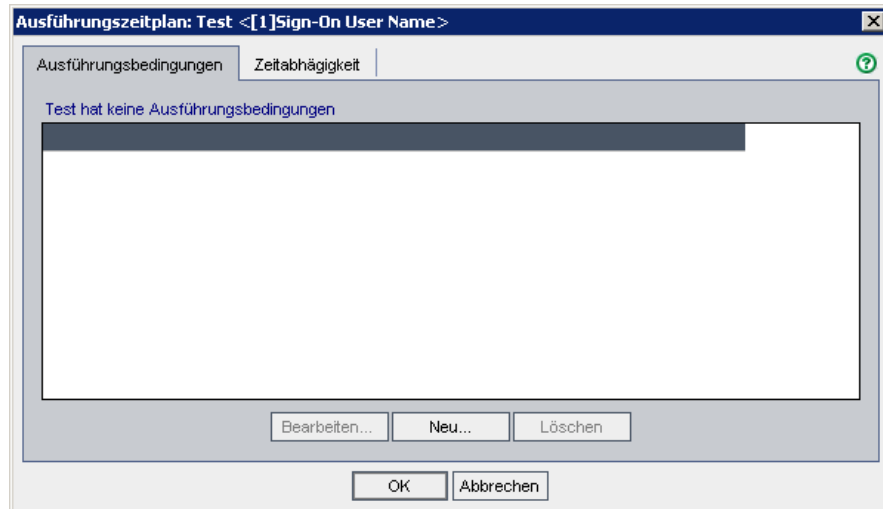 Ausführungszeitplan: Test <[1]Sign-On User Name>
Ausführungsbedingungen Zeitabhägigkeit
Test hat keine Ausführungsbedingungen
Bearbeiten... Neu... Löschen
OK Abbrechen